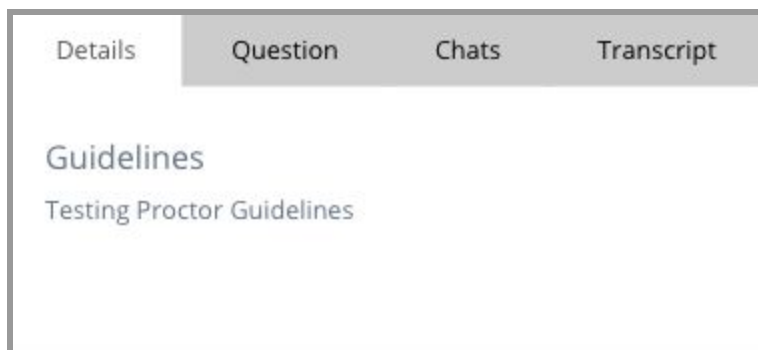 Details Question Chats Transcript
Guidelines
Testing Proctor Guidelines